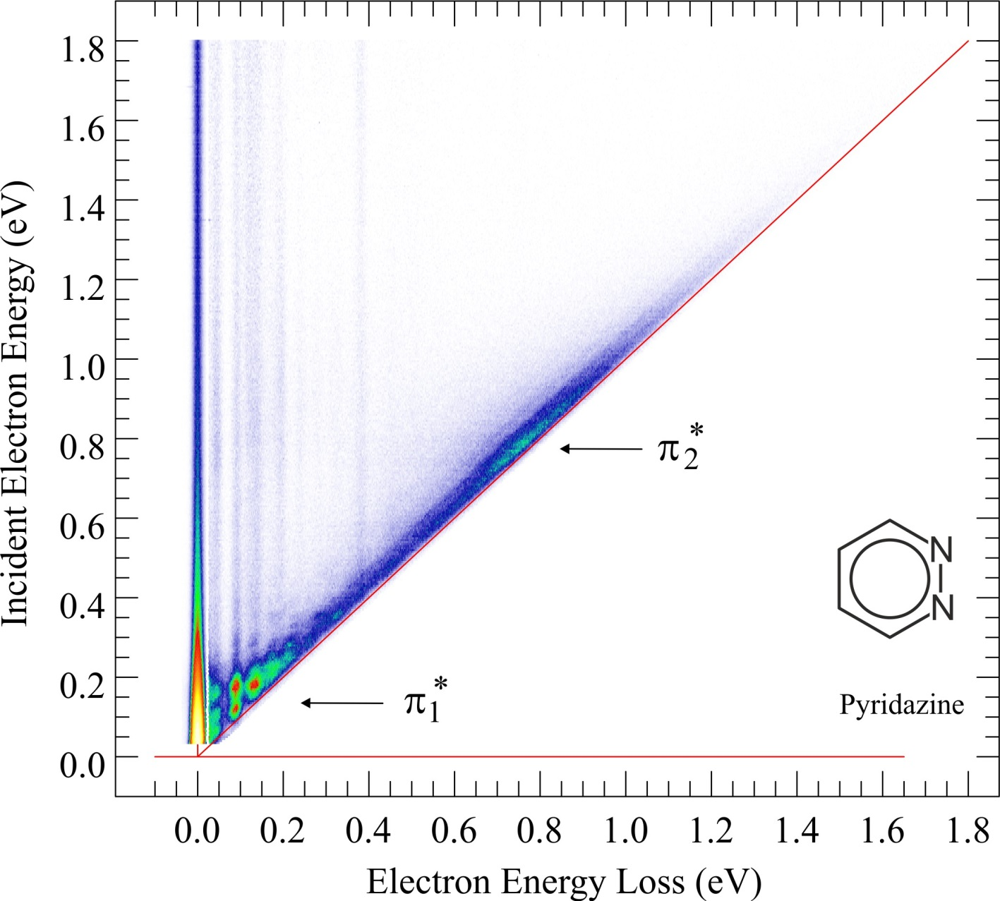 Incident Electron Energy (eV)
1.8
1.6
1.4
1.2
1.0
0.8
0.6
0.4
0.2
0.0
π2*
π1*
N
N
Pyridazine
0.0 0.2 0.4 0.6 0.8 1.0 1.2 1.4 1.6 1.8
Electron Energy Loss (eV)